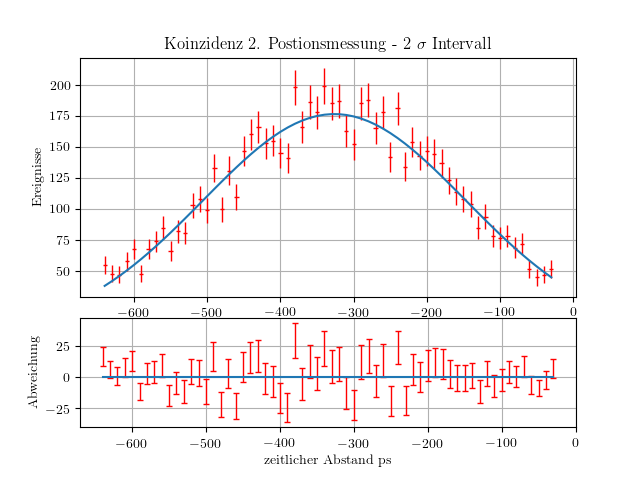 Koinzidenz 2. Postionsmessung - 2 σ Intervall
Ereignisse
200
175
150
125
100
75
50
−600 −500 −400 −300 −200 −100 0
Abweichung
25
0
−25
−600 −500 −400 −300 −200 −100 0
zeitlicher Abstand ps